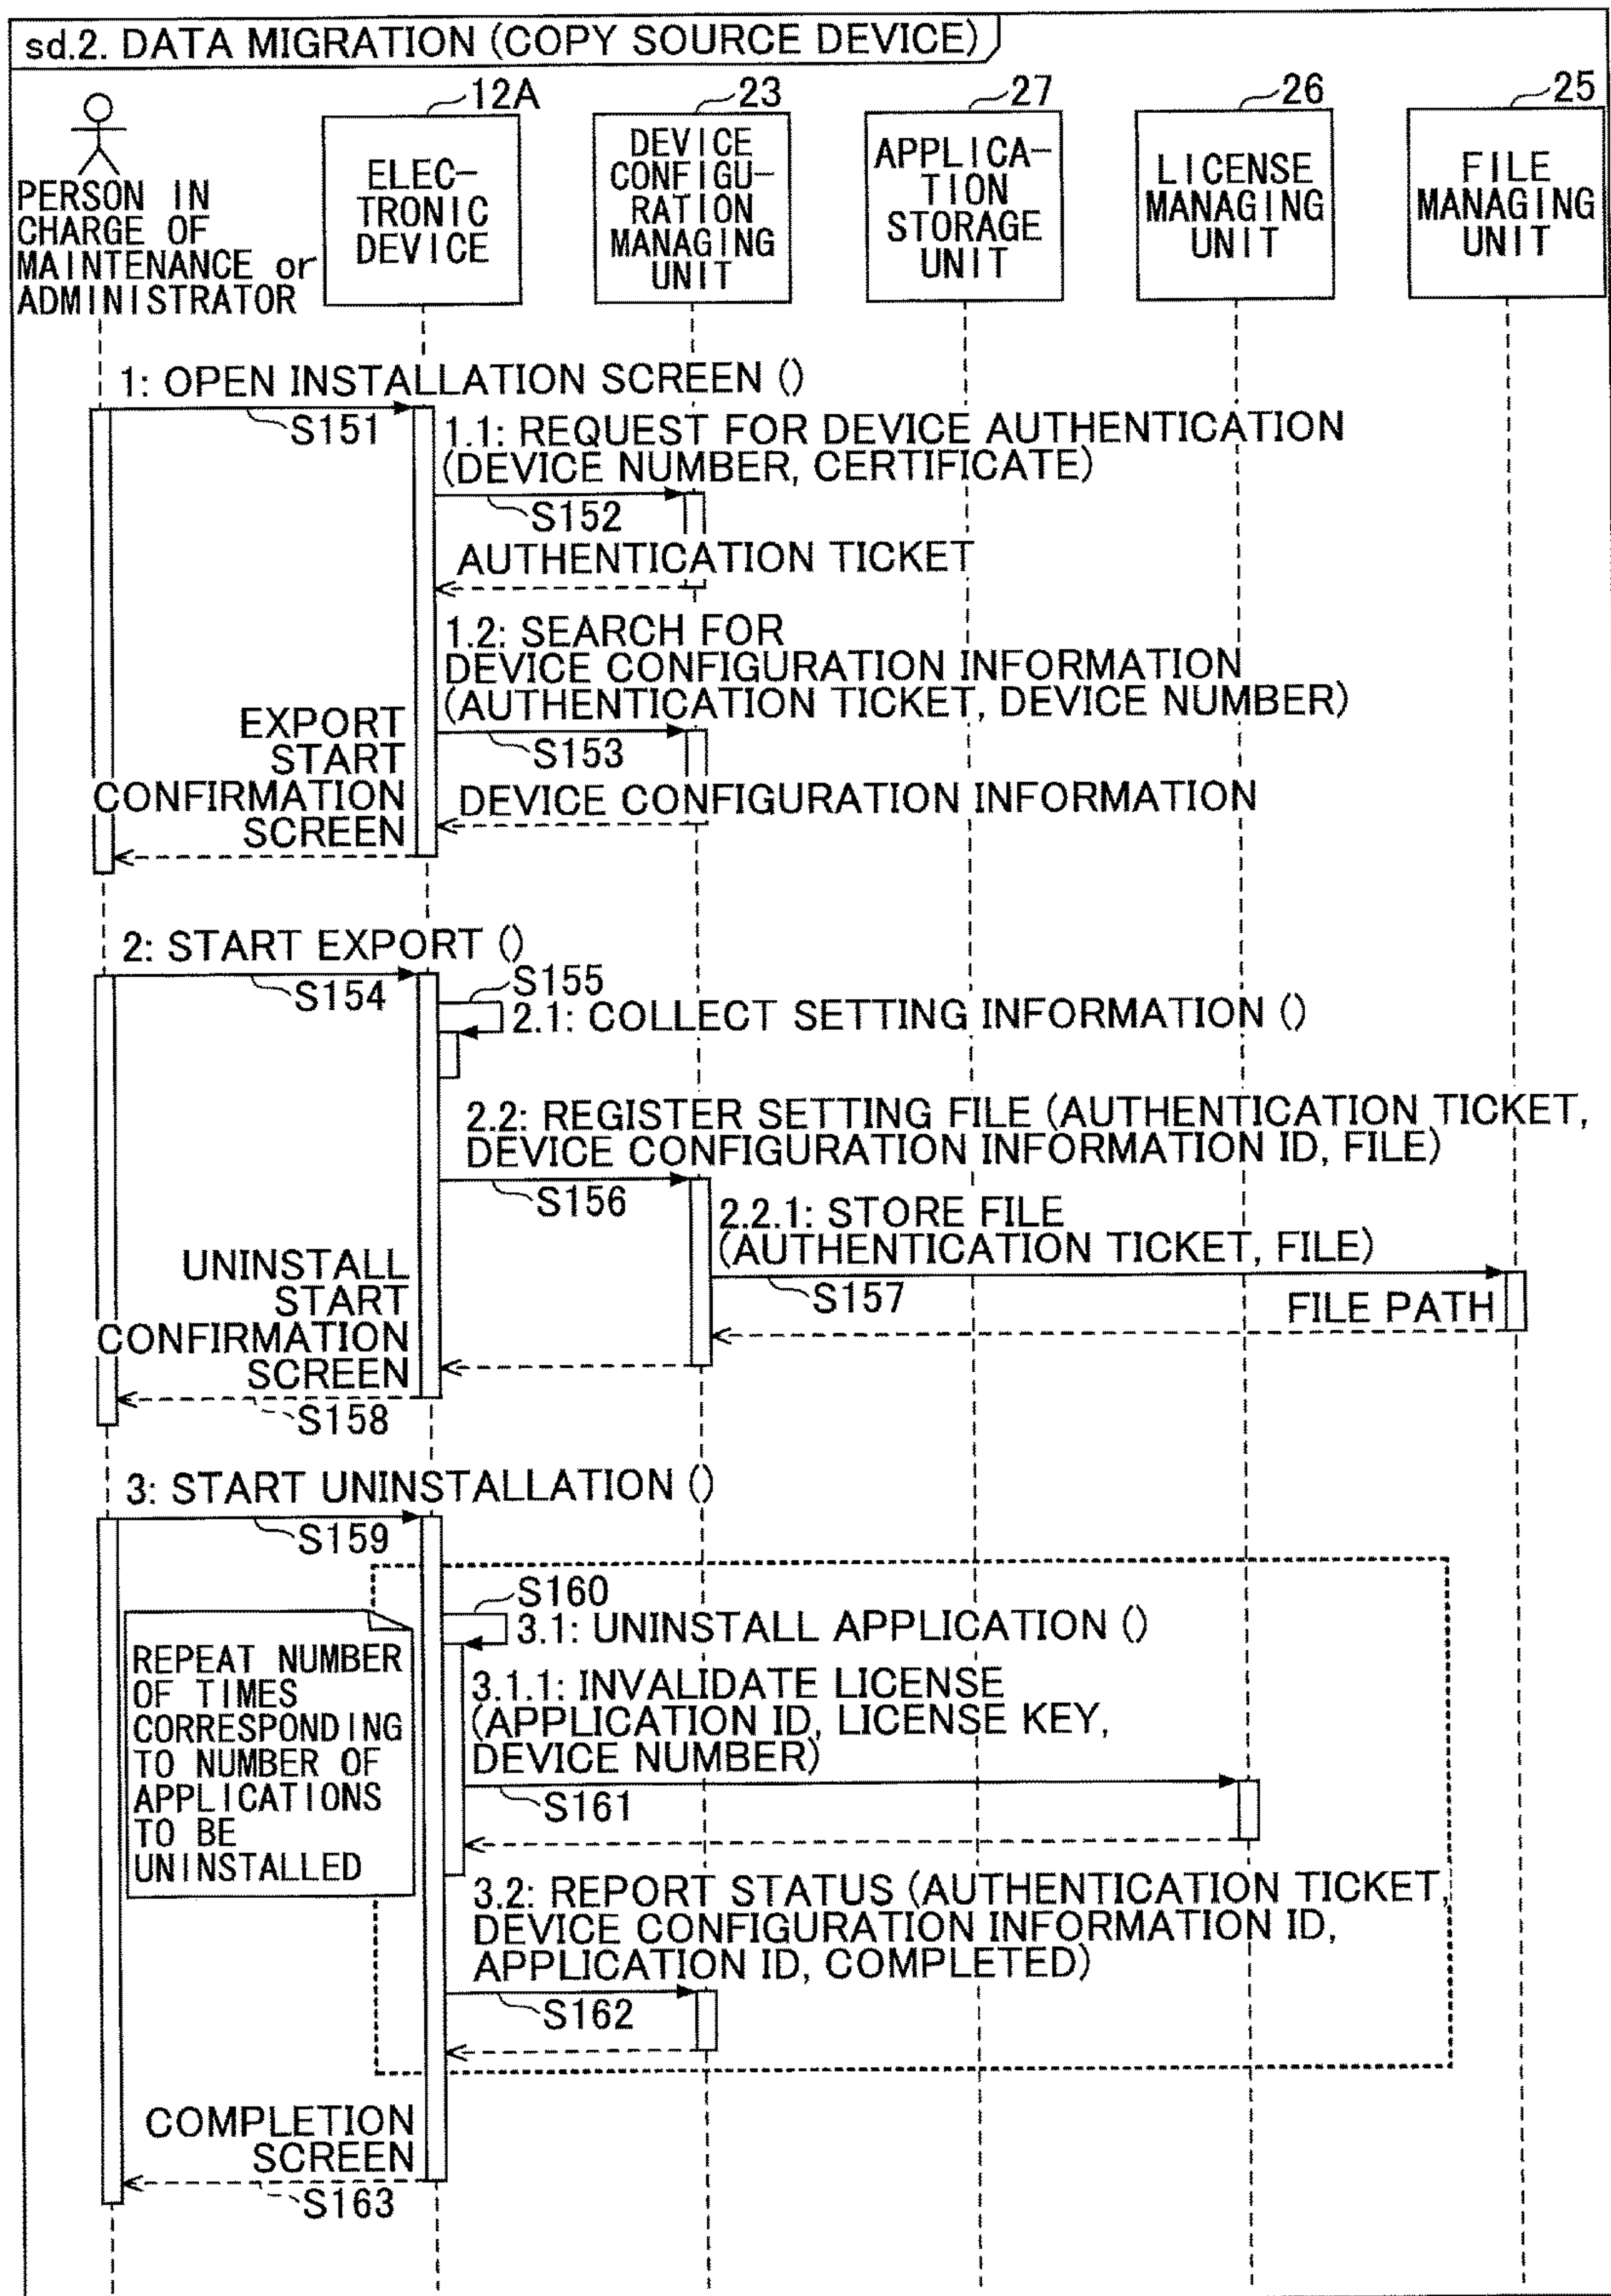 sd.2. DATA MIGRATION (COPY SOURCE DEVICE)
12A
23
27
26
25
PERSON IN
CHARGE OF
MAINTENANCE or
ADMINISTRATOR
ELEC-
TRONIC
DEVICE
DEVICE
CONFIGU-
RATION
MANAGING
UNIT
APPLICA-
TION
STORAGE
UNIT
LICENSE
MANAGING
UNIT
FILE
MANAGING
UNIT
1: OPEN INSTALLATION SCREEN ()
S151
1.1: REQUEST FOR DEVICE AUTHENTICATION
(DEVICE NUMBER, CERTIFICATE)
S152
AUTHENTICATION TICKET
1.2: SEARCH FOR
DEVICE CONFIGURATION INFORMATION
(AUTHENTICATION TICKET, DEVICE NUMBER)
S153
EXPORT
START
CONFIRMATION
SCREEN
DEVICE CONFIGURATION INFORMATION
2: START EXPORT ()
S154
S155
2.1: COLLECT SETTING INFORMATION ()
2.2: REGISTER SETTING FILE (AUTHENTICATION TICKET,
DEVICE CONFIGURATION INFORMATION ID, FILE)
S156
2.2.1: STORE FILE
(AUTHENTICATION TICKET, FILE)
S157
FILE PATH
UNINSTALL
START
CONFIRMATION
SCREEN
S158
3: START UNINSTALLATION ()
S159
S160
3.1: UNINSTALL APPLICATION ()
REPEAT NUMBER
OF TIMES
CORRESPONDING
TO NUMBER OF
APPLICATIONS
TO BE
UNINSTALLED
3.1.1: INVALIDATE LICENSE
(APPLICATION ID, LICENSE KEY,
DEVICE NUMBER)
S161
3.2: REPORT STATUS (AUTHENTICATION TICKET,
DEVICE CONFIGURATION INFORMATION ID,
APPLICATION ID, COMPLETED)
S162
COMPLETION
SCREEN
S163